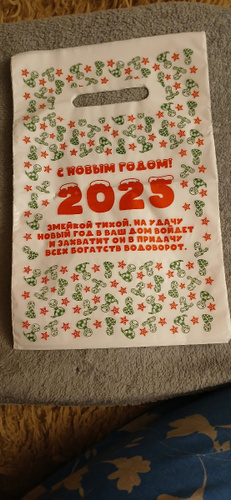 С НОВЫМ ГОДОМ!
2025
ЗМЕЙКОЙ ТИХОЙ, НА УДАЧУ
НОВЫЙ ГОД В ВАШ ДОМ ВОЙДЕТ
И ЗАХВАТИТ ОН В ПРИДАЧУ
ВСЕХ БОГАТСТВ ВОДОВОРОТ.